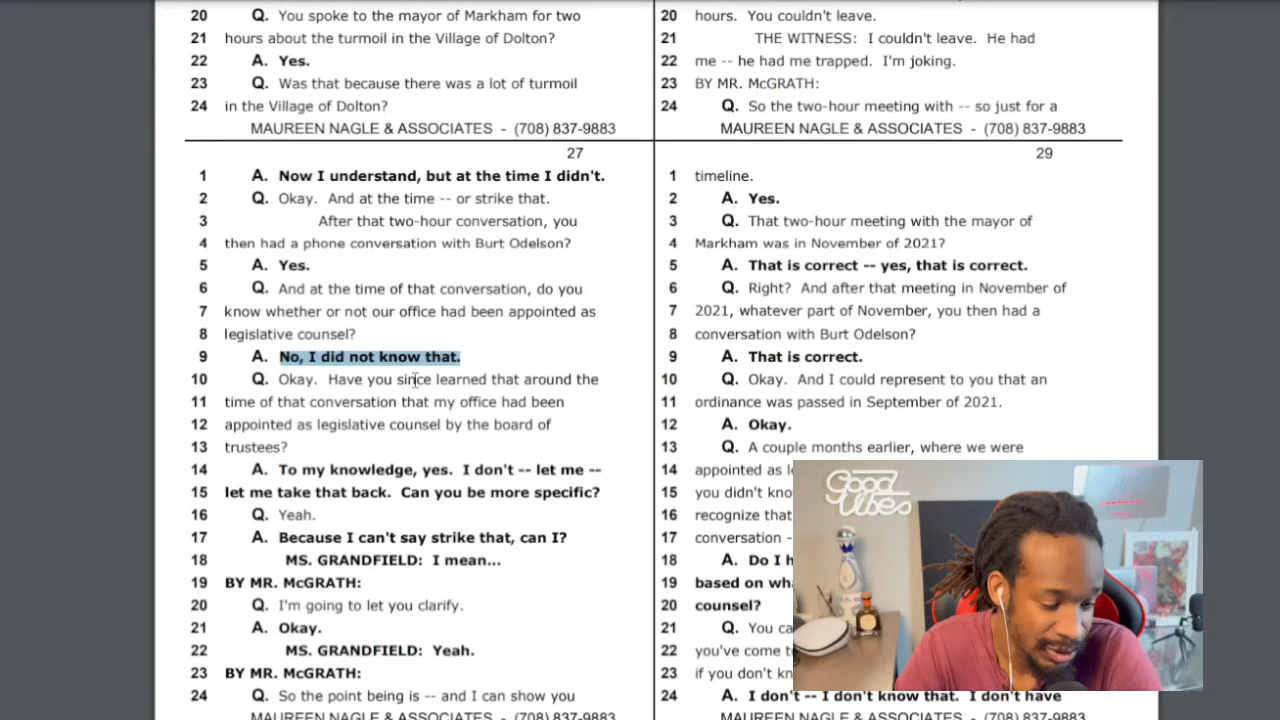 20 Q. You spoke to the mayor of Markham for two
21 hours about the turmoil in the Village of Dolton?
22 A. Yes.
23 Q. Was that because there was a lot of turmoil
24 in the Village of Dolton?
MAUREEN NAGLE & ASSOCIATES - (708) 837-9883
27
1 A. Now I understand, but at the time I didn't.
2 Q. Okay. And at the time -- or strike that.
3 After that two-hour conversation, you
4 then had a phone conversation with Burt Odelson?
5 A. Yes.
6 Q. And at the time of that conversation, do you
7 know whether or not our office had been appointed as
8 legislative counsel?
9 A. No, I did not know that.
10 Q. Okay. Have you since learned that around the
11 time of that conversation that my office had been
12 appointed as legislative counsel by the board of
13 trustees?
14 A. To my knowledge, yes. I don't -- let me --
15 let me take that back. Can you be more specific?
16 Q. Yeah.
17 A. Because I can't say strike that, can I?
18 MS. GRANDFIELD: I mean...
19 BY MR. McGRATH:
20 Q. I'm going to let you clarify.
21 A. Okay.
22 MS. GRANDFIELD: Yeah.
23 BY MR. McGRATH:
24 Q. So the point being is -- and I can show you
MAUREEN NAGLE & ASSOCIATES - (708) 837-9883
20 hours. You couldn't leave.
21 THE WITNESS: I couldn't leave. He had
22 me -- he had me trapped. I'm joking.
23 BY MR. McGRATH:
24 Q. So the two-hour meeting with -- so just for a
MAUREEN NAGLE & ASSOCIATES - (708) 837-9883
29
1 timeline.
2 A. Yes.
3 Q. That two-hour meeting with the mayor of
4 Markham was in November of 2021?
5 A. That is correct -- yes, that is correct.
6 Q. Right? And after that meeting in November of
7 2021, whatever part of November, you then had a
8 conversation with Burt Odelson?
9 A. That is correct.
10 Q. Okay. And I could represent to you that an
11 ordinance was passed in September of 2021.
12 A. Okay.
13 Q. A couple months earlier, where we were
14 appointed as
15 you didn't
16 recognize that
17 conversation -
18 A. Do I
19 based on
20 counsel?
21 Q. You
22 you've come
23 if you don't
24 A. I don't -- I don't know that. I don't have
MAUREEN NAGLE & ASSOCIATES - (708) 837-9883
Good
Vibes